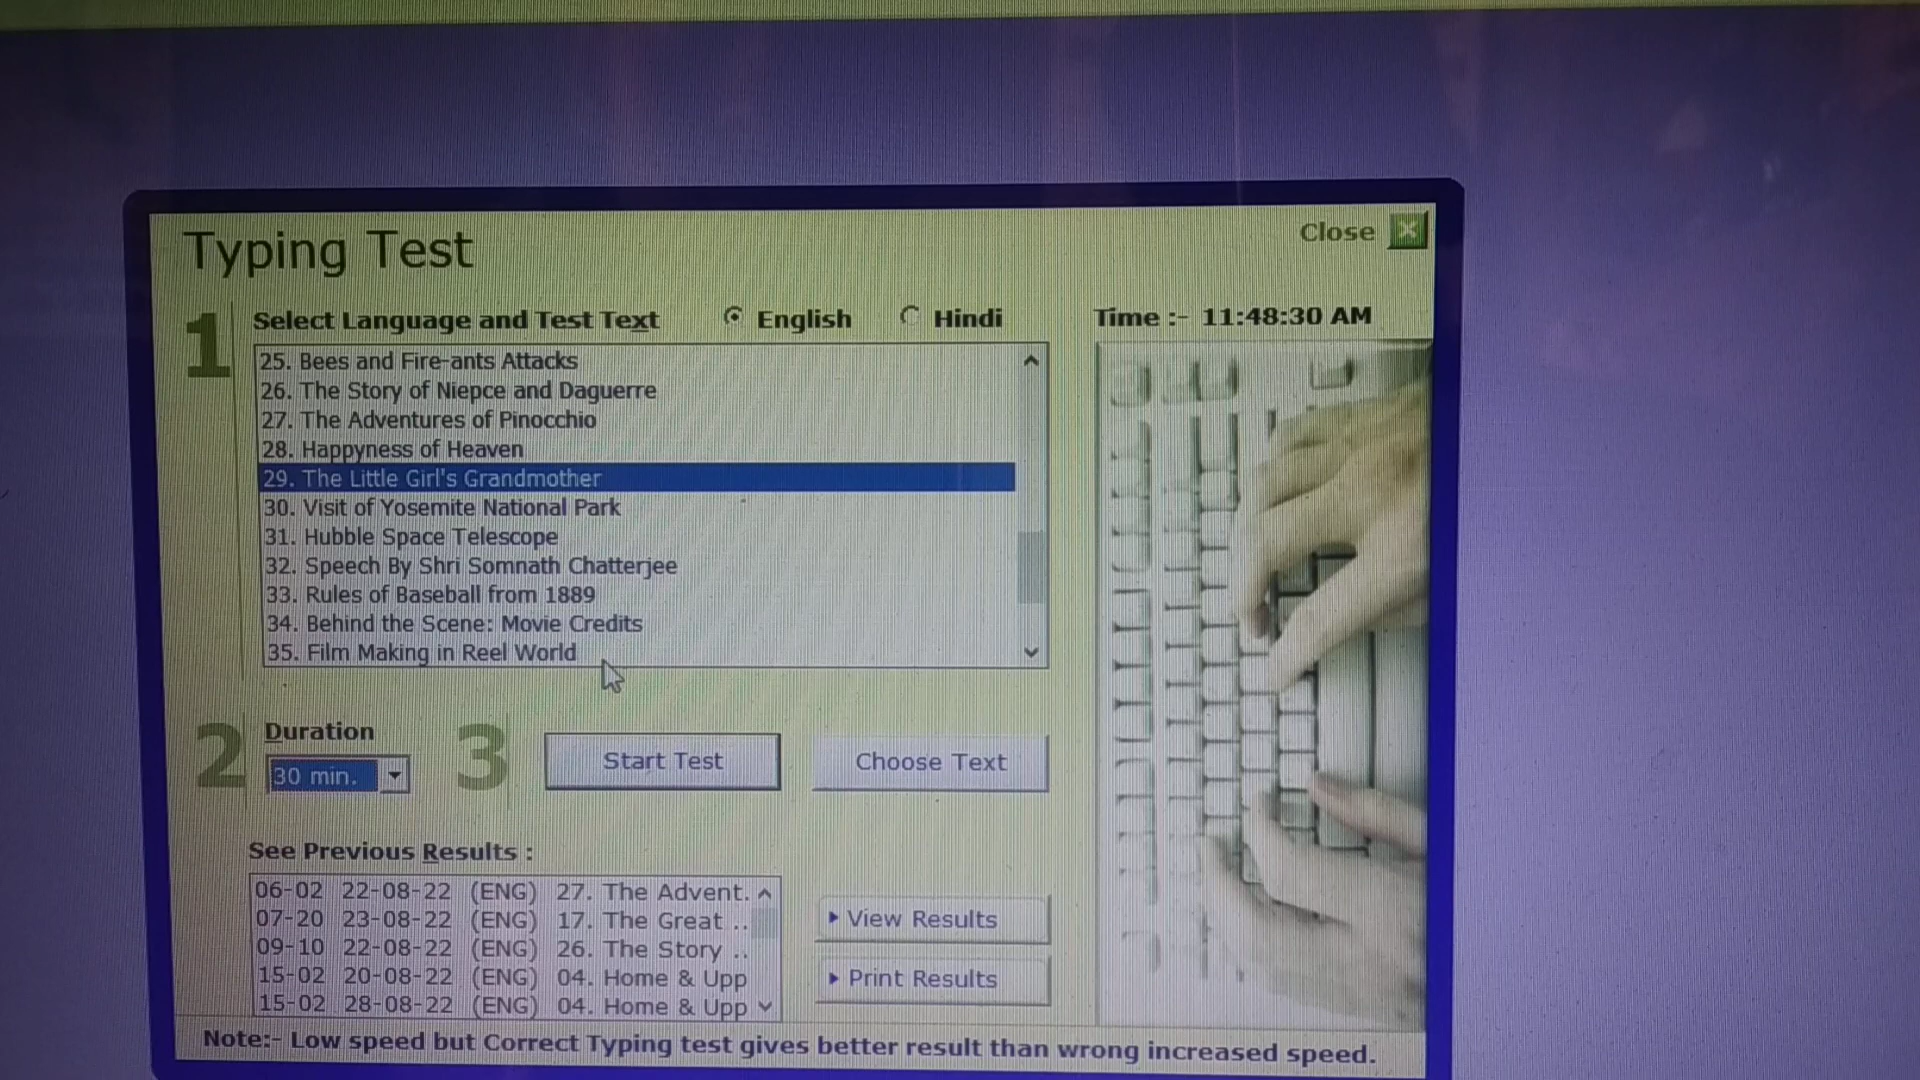 Typing Test
Close
1
Select Language and Test Text
English
Hindi
Time :- 11:48:30 AM
25. Bees and Fire-ants Attacks
26. The Story of Niepce and Daguerre
27. The Adventures of Pinocchio
28. Happyness of Heaven
29. The Little Girl's Grandmother
30. Visit of Yosemite National Park
31. Hubble Space Telescope
32. Speech By Shri Somnath Chatterjee
33. Rules of Baseball from 1889
34. Behind the Scene: Movie Credits
35. Film Making in Reel World
2
Duration
30 min.
3
Start Test
Choose Text
See Previous Results :
06-02 22-08-22 (ENG) 27. The Advent.
07-20 23-08-22 (ENG) 17. The Great ..
09-10 22-08-22 (ENG) 26. The Story ..
15-02 20-08-22 (ENG) 04. Home & Upp
15-02 28-08-22 (ENG) 04. Home & Upp
View Results
Print Results
Note:- Low speed but Correct Typing test gives better result than wrong increased speed.